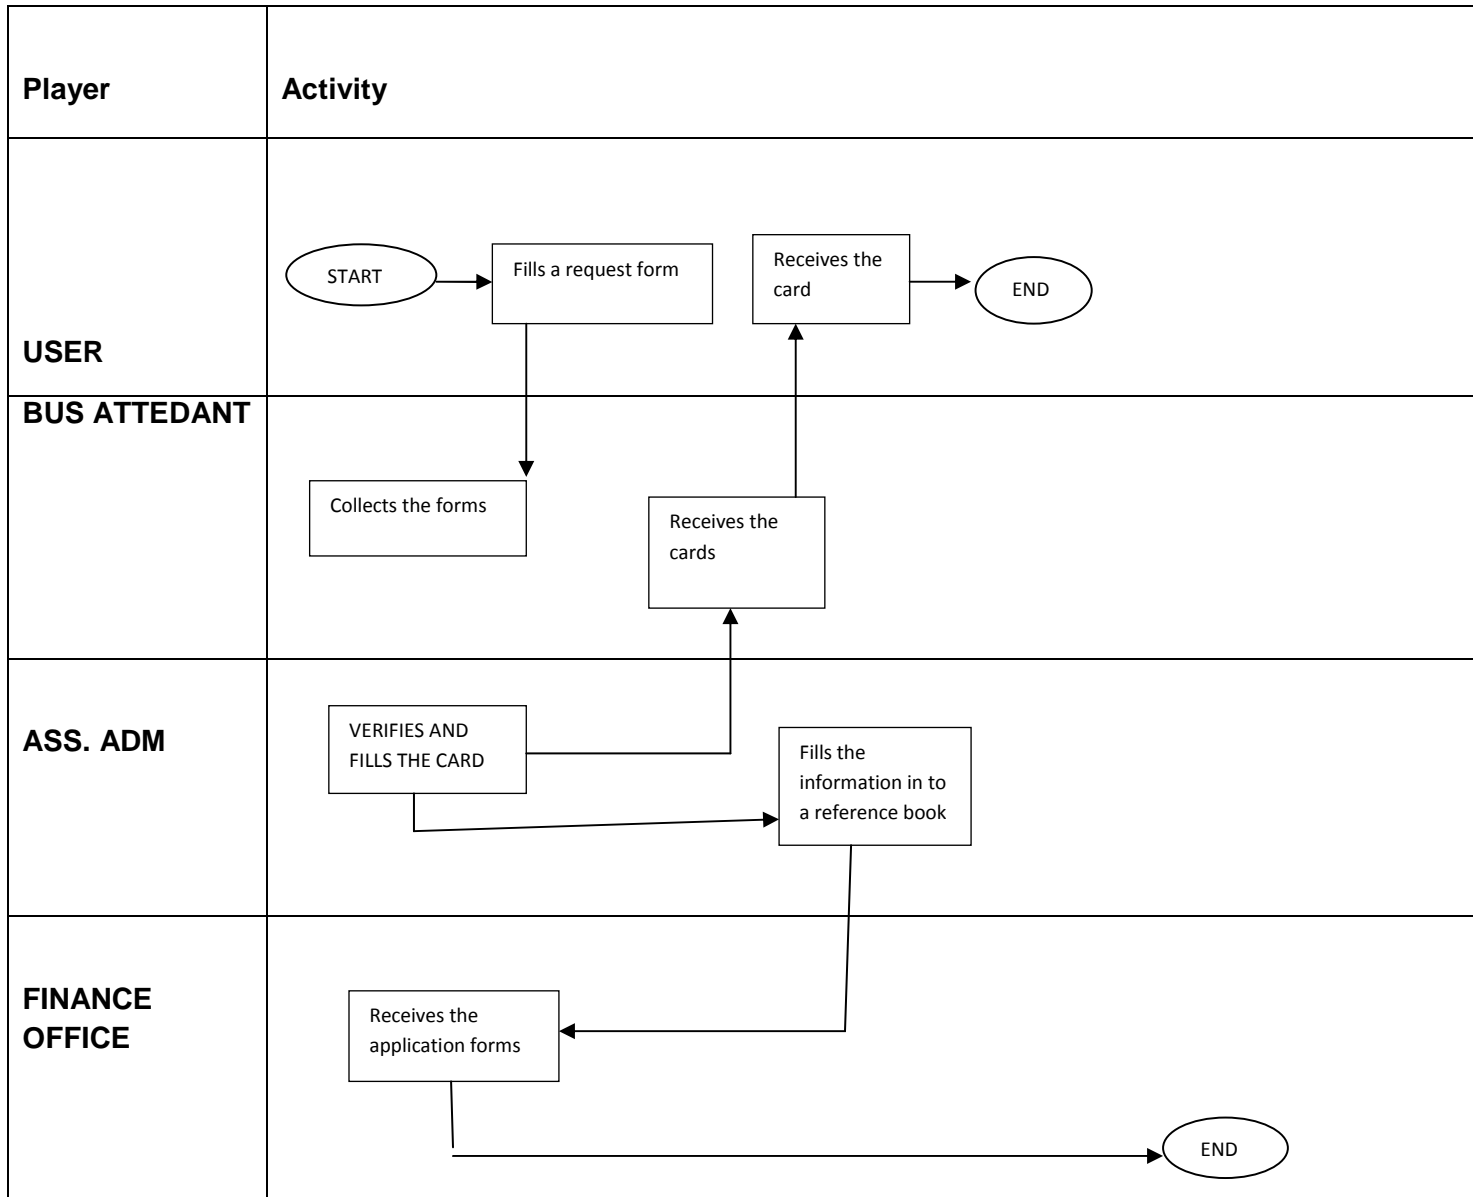 Player
Activity
START
Fills a request form
Receives the
card
END
USER
BUS ATTEDANT
Collects the forms
Receives the
cards
ASS. ADM
VERIFIES AND
FILLS THE CARD
Fills the
information in to
a reference book
FINANCE
OFFICE
Receives the
application forms
END